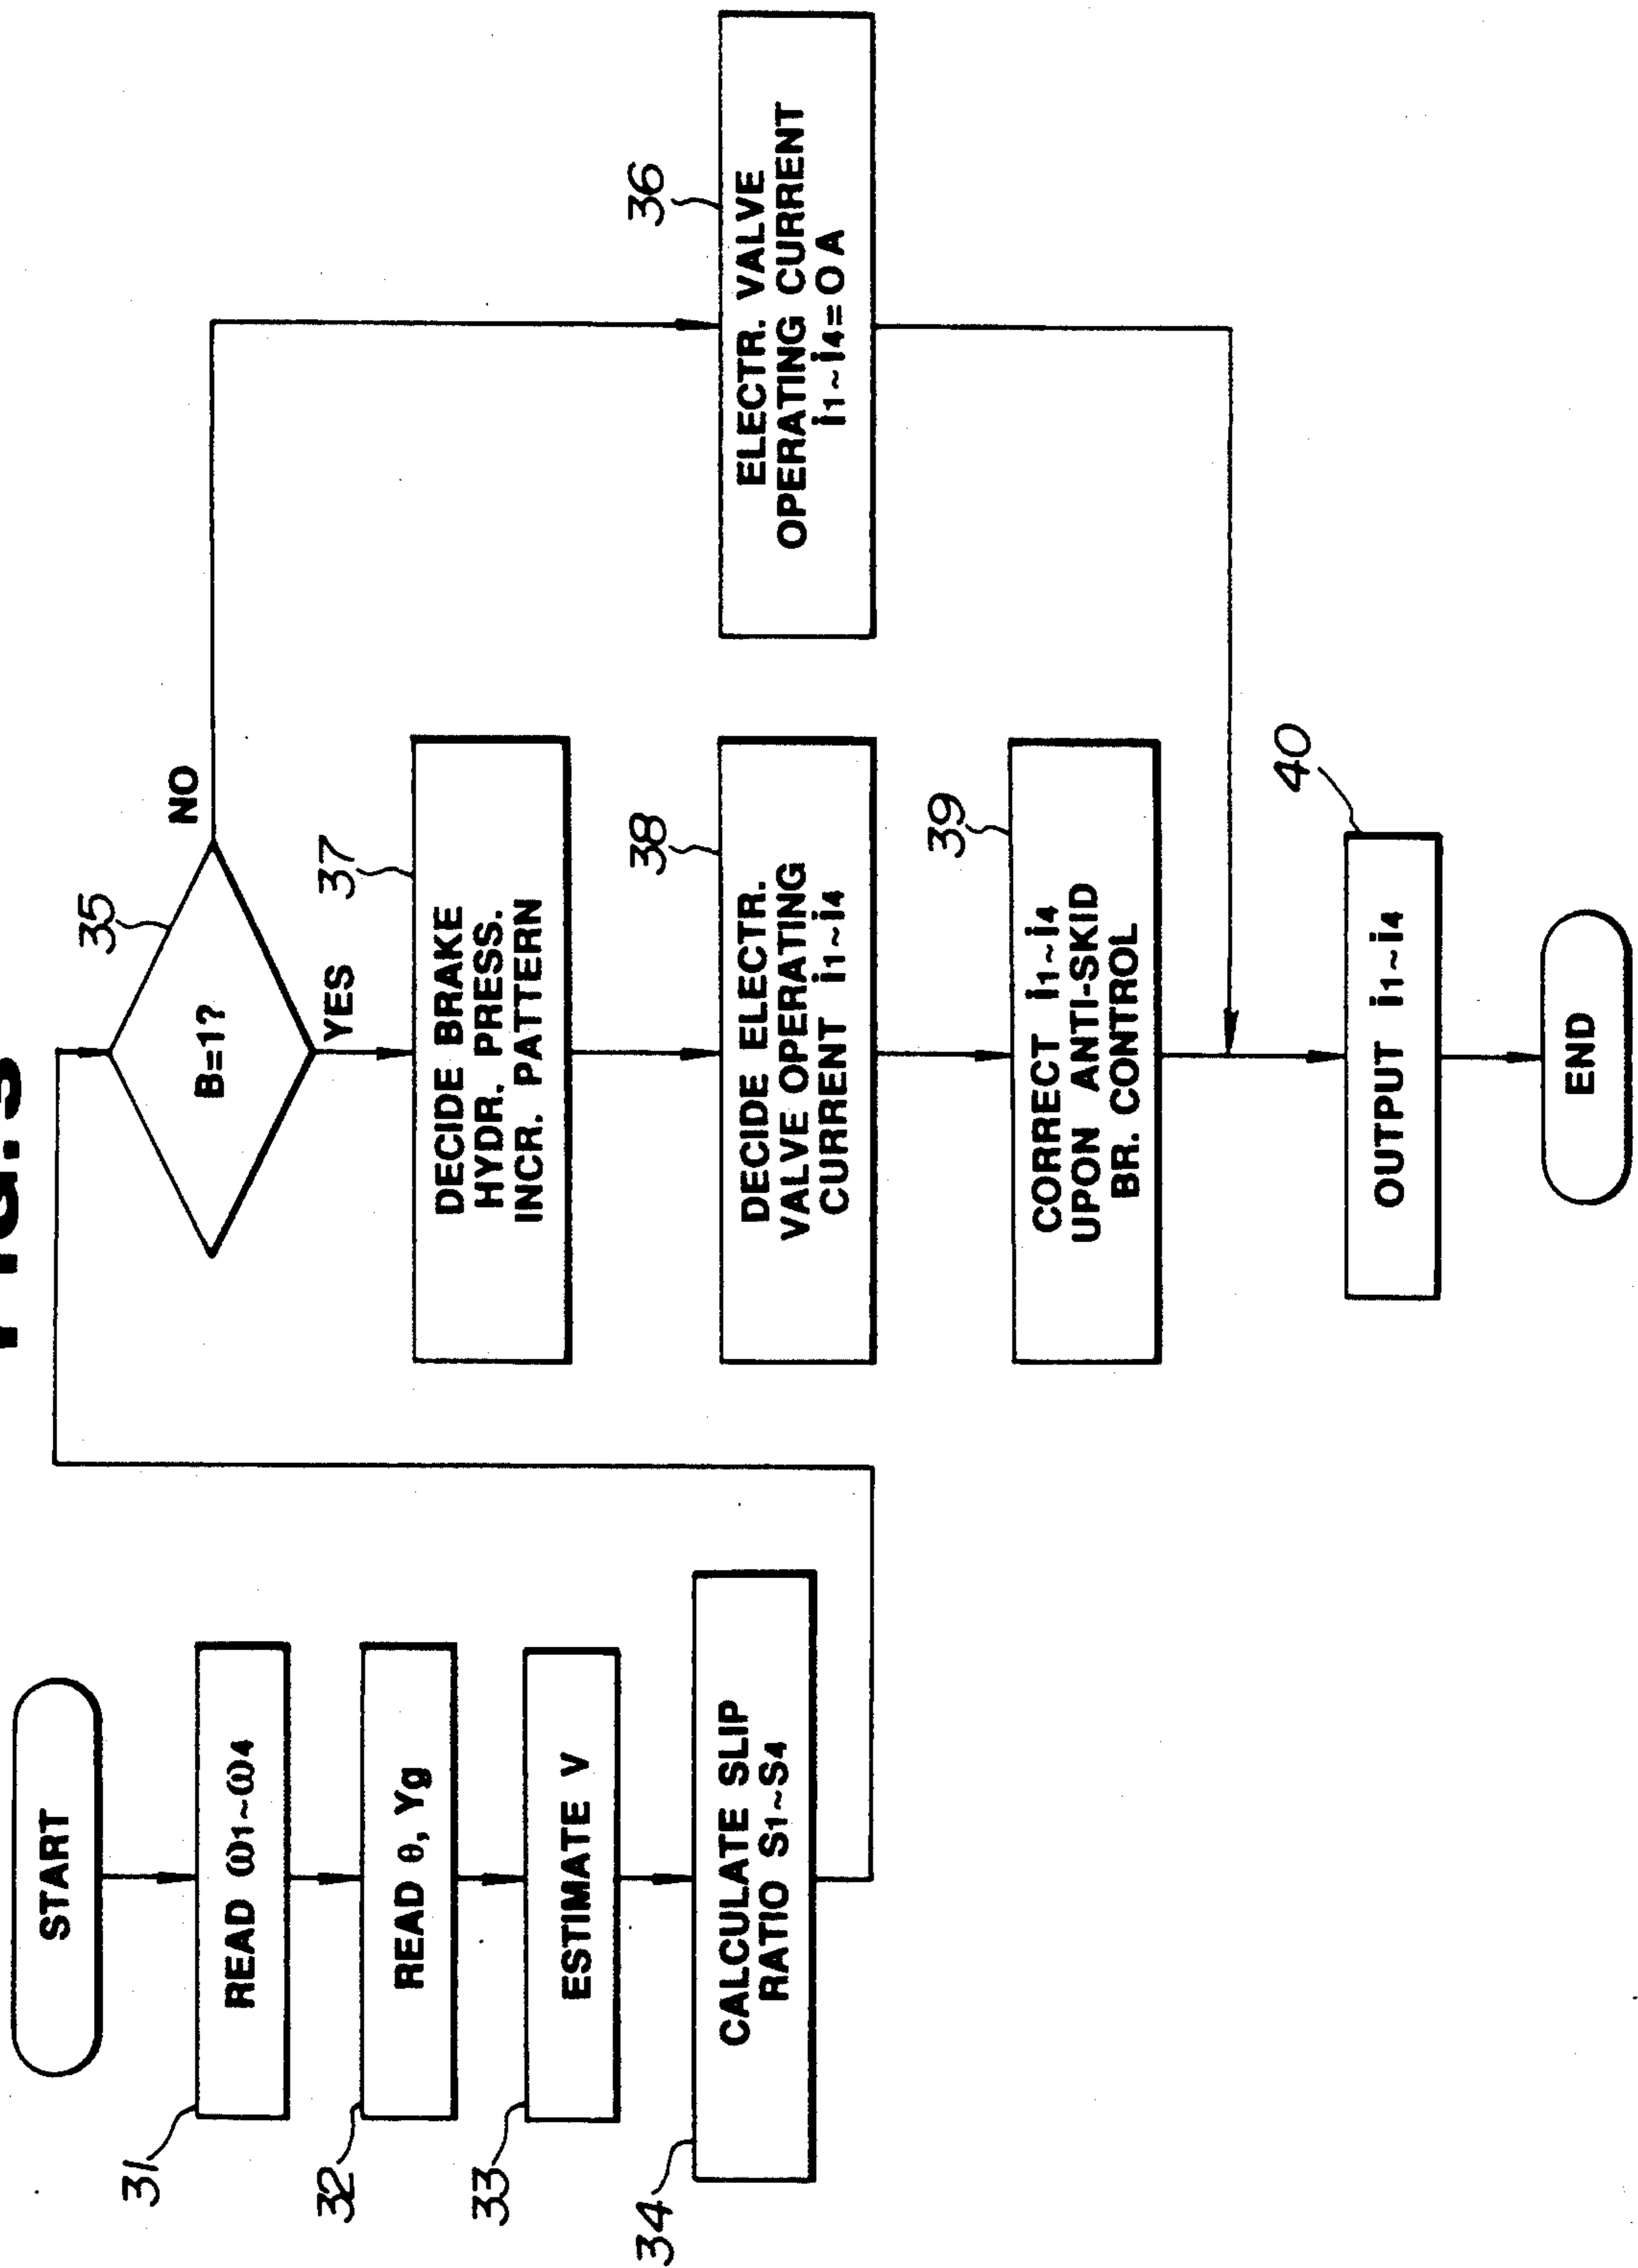 START
31
READ ω1~ω4
32
READ θ, Yg
33
ESTIMATE V
34
CALCULATE SLIP
RATIO S1~S4
35
B=1?
NO
YES
36
ELECTR. VALVE
OPERATING CURRENT
i1~i4=0A
37
DECIDE BRAKE
HYDR. PRESS.
INCR. PATTERN
38
DECIDE ELECTR.
VALVE OPERATING
CURRENT i1~i4
39
CORRECT i1~i4
UPON ANTI-SKID
BR. CONTROL
40
OUTPUT i1~i4
END